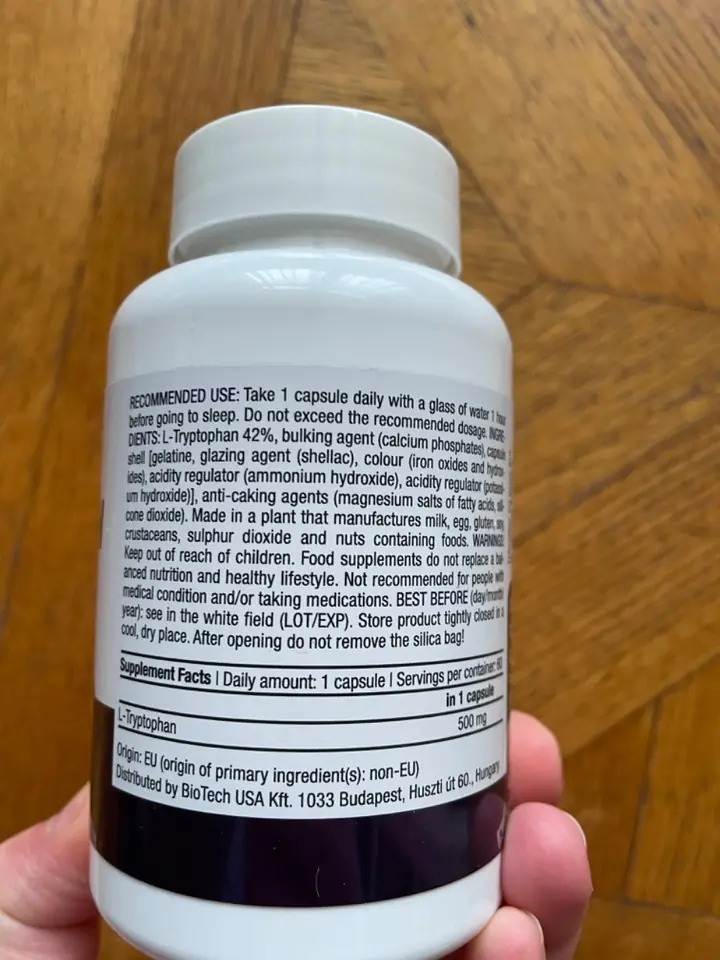 RECOMMENDED USE: Take 1 capsule daily with a glass of water 1 hour
before going to sleep. Do not exceed the recommended dosage. INGRE-
DIENTS: L-Tryptophan 42%, bulking agent (calcium phosphates), capsule
shell [gelatine, glazing agent (shellac), colour (iron oxides and hydrox-
ides), acidity regulator (ammonium hydroxide), acidity regulator (potassi-
um hydroxide)], anti-caking agents (magnesium salts of fatty acids, sili-
cone dioxide). Made in a plant that manufactures milk, egg, gluten, soy,
crustaceans, sulphur dioxide and nuts containing foods. WARNINGS!
Keep out of reach of children. Food supplements do not replace a bal-
anced nutrition and healthy lifestyle. Not recommended for people with
medical condition and/or taking medications. BEST BEFORE (day/month/
year): see in the white field (LOT/EXP). Store product tightly closed in a
cool, dry place. After opening do not remove the silica bag!
Supplement Facts | Daily amount: 1 capsule | Servings per container: 60
in 1 capsule
L-Tryptophan 500 mg
Origin: EU (origin of primary ingredient(s): non-EU)
Distributed by BioTech USA Kft. 1033 Budapest, Huszti út 60., Hungary